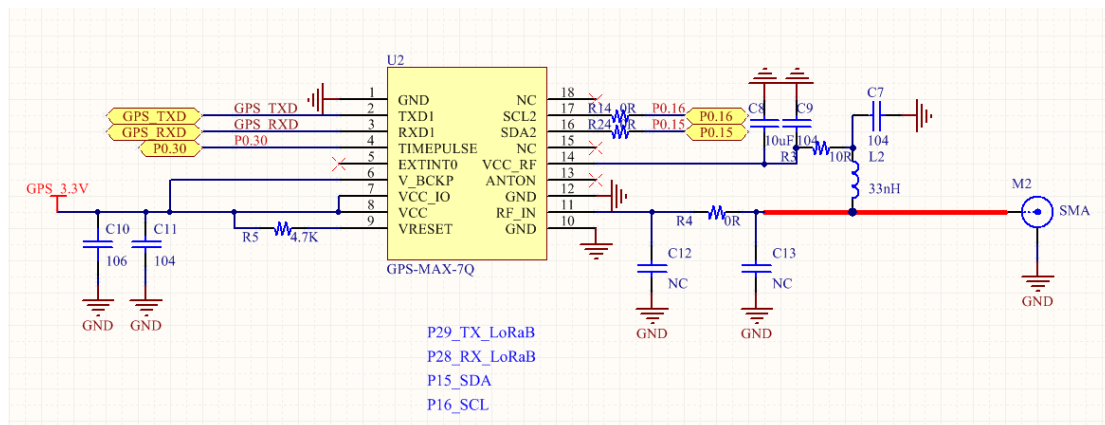 U2
1 GND NC 18
GPS_TXD GPS_TXD 2 TXD1 SCL2 17 R14 0R P0.16 P0.16
GPS_RXD GPS_RXD 3 RXD1 SDA2 16 R24 0R P0.15 P0.15
P0.30 P0.30 4 TIMEPULSE NC 15
5 EXTINT0 VCC_RF 14
6 V_BCKP ANTON 13
GPS_3.3V 7 VCC_IO GND 12
8 VCC RF_IN 11
9 VRESET GND 10
GPS-MAX-7Q
C8 10uF
C9 104
C7 104
R3 10R
L2 33nH
M2 SMA
GND
R4 0R
C12 NC
C13 NC
GND
GND
R5 4.7K
C10 106
C11 104
GND
GND
P29_TX_LoRaB
P28_RX_LoRaB
P15_SDA
P16_SCL